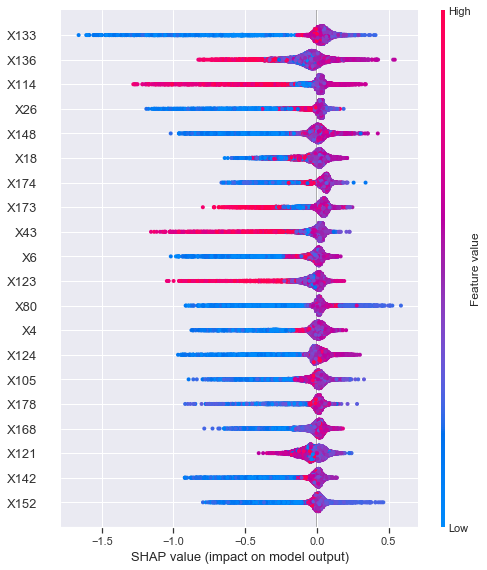 High
X133
X136
X114
X26
X148
X18
X174
X173
X43
X6
X123
X80
X4
X124
X105
X178
X168
X121
X142
X152
Feature value
Low
−1.5 −1.0 −0.5 0.0 0.5
SHAP value (impact on model output)